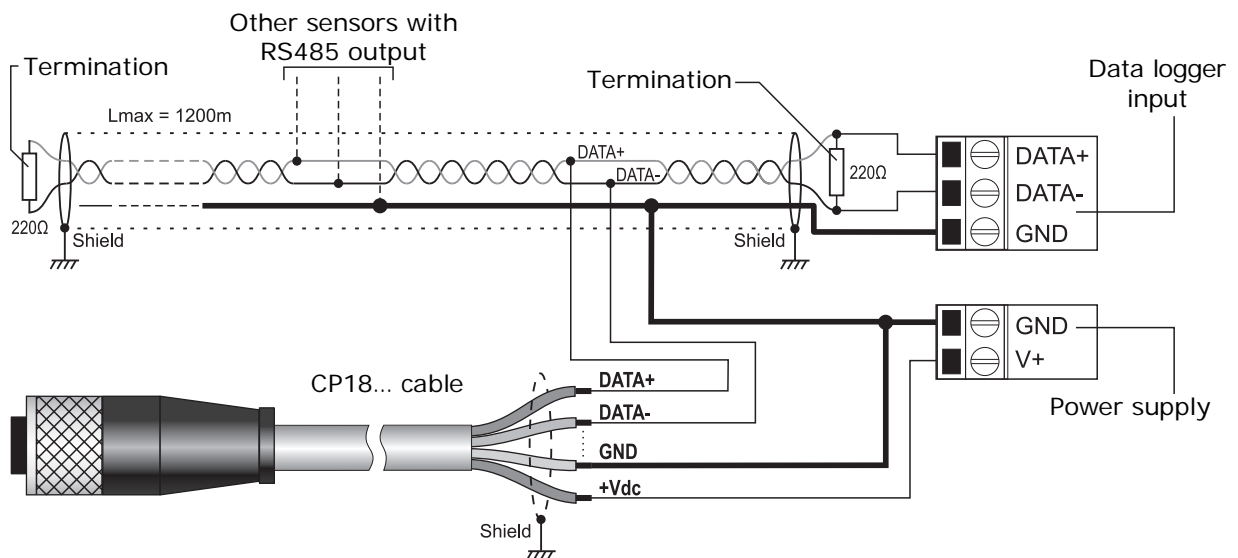 Other sensors with
RS485 output
Termination
Termination
Data logger
input
Lmax = 1200m
DATA+
DATA-
220Ω
220Ω
Shield
Shield
DATA+
DATA-
GND
GND
V+
Power supply
CP18... cable
DATA+
DATA-
GND
+Vdc
Shield